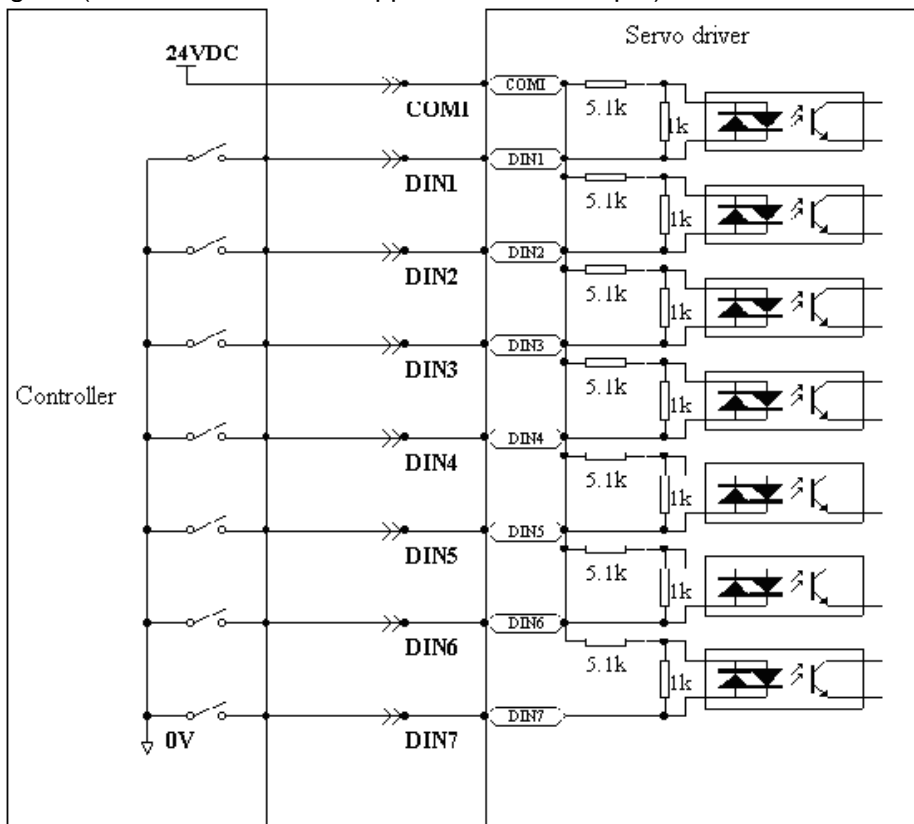 Servo driver
24VDC
COMI
COMI
5.1k
1k
DIN1
DIN1
5.1k
1k
DIN2
DIN2
5.1k
1k
DIN3
DIN3
5.1k
1k
Controller
DIN4
DIN4
5.1k
1k
DIN5
DIN5
5.1k
1k
DIN6
DIN6
5.1k
1k
0V
DIN7
DIN7